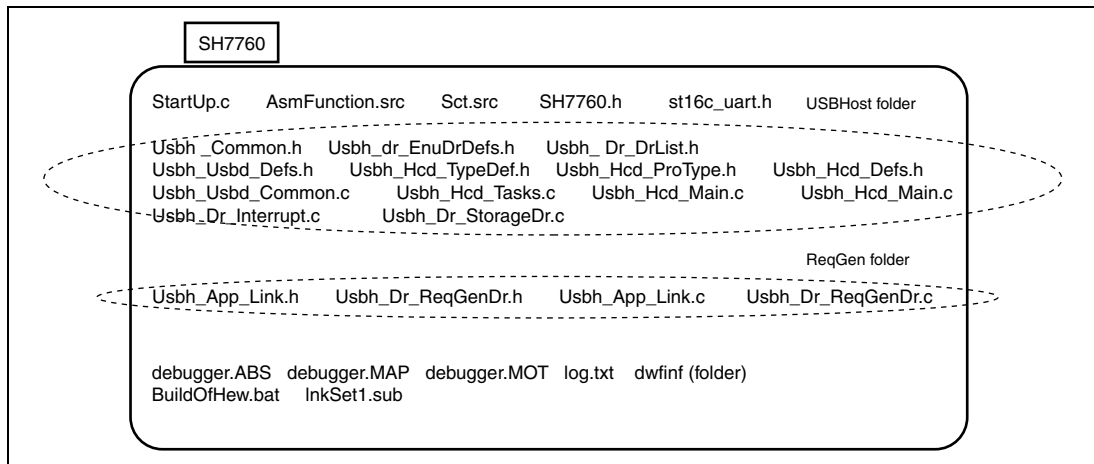 SH7760
StartUp.c AsmFunction.src Sct.src SH7760.h st16c_uart.h USBHost folder
Usbh _Common.h Usbh_dr_EnuDrDefs.h Usbh_ Dr_DrList.h
Usbh_Usbd_Defs.h Usbh_Hcd_TypeDef.h Usbh_Hcd_ProType.h Usbh_Hcd_Defs.h
Usbh_Usbd_Common.c Usbh_Hcd_Tasks.c Usbh_Hcd_Main.c Usbh_Hcd_Main.c
Usbh_Dr_Interrupt.c Usbh_Dr_StorageDr.c
ReqGen folder
Usbh_App_Link.h Usbh_Dr_ReqGenDr.h Usbh_App_Link.c Usbh_Dr_ReqGenDr.c
debugger.ABS debugger.MAP debugger.MOT log.txt dwfinf (folder)
BuildOfHew.bat lnkSet1.sub